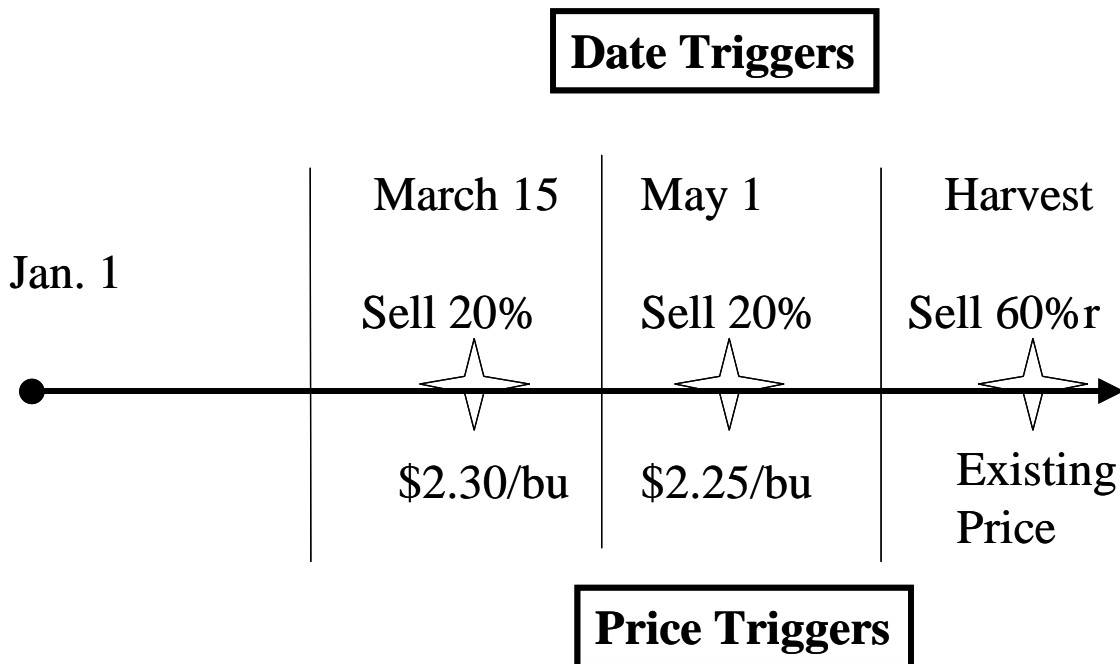 Date Triggers
March 15
May 1
Harvest
Jan. 1
Sell 20%
Sell 20%
Sell 60%r
$2.30/bu
$2.25/bu
Existing
Price
Price Triggers